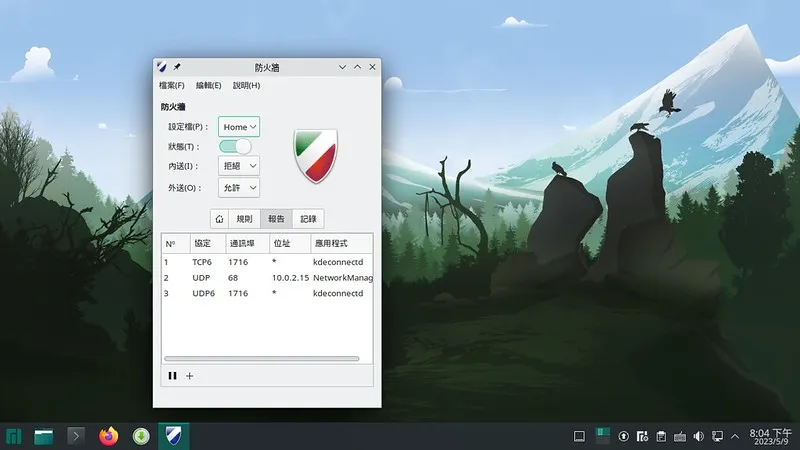 防火牆
檔案(F) 編輯(E) 說明(H)
防火牆
設定檔(P)： Home
狀態(T)：
內送(I)： 拒絕
外送(O)： 允許
規則 報告 記錄
Nº 協定 通訊埠 位址 應用程式
1 TCP6 1716 * kdeconnectd
2 UDP 68 10.0.2.15 NetworkManag
3 UDP6 1716 * kdeconnectd
8:04 下午
2023/5/9